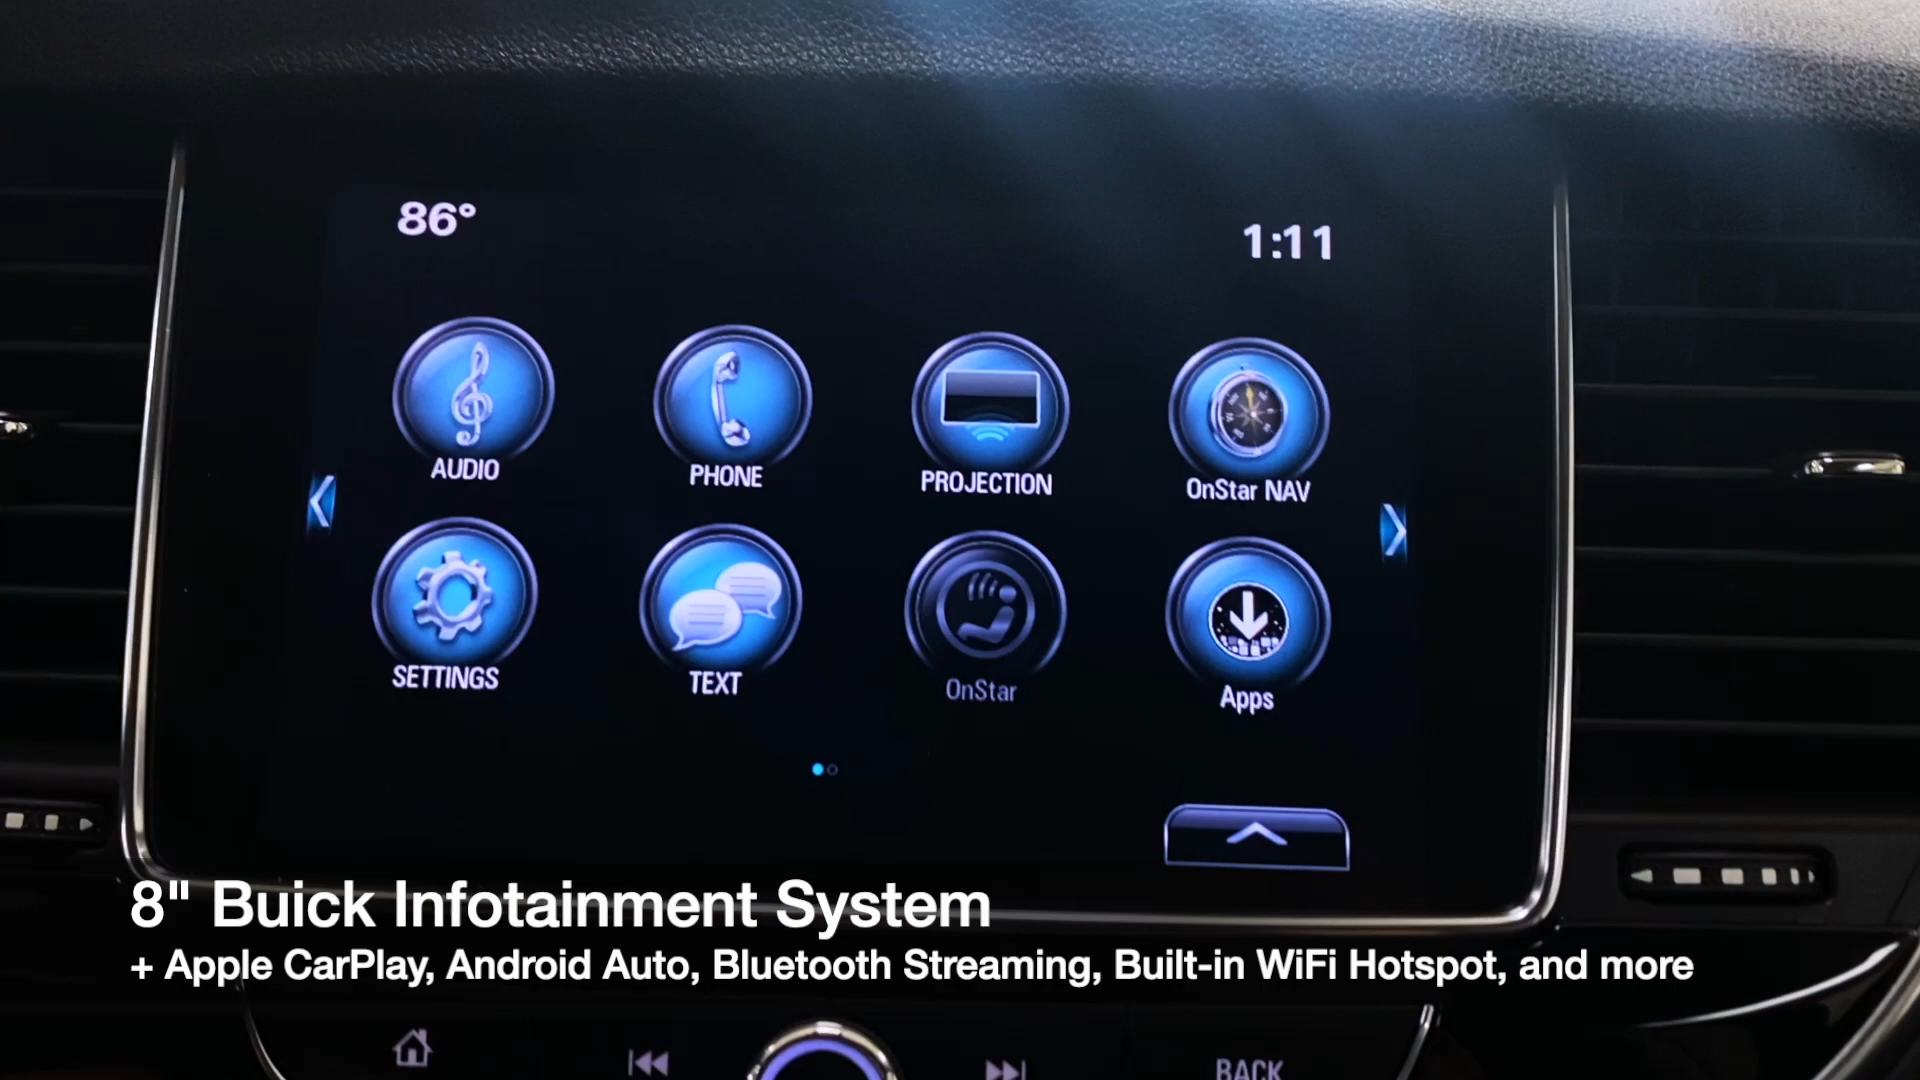 86°
1:11
AUDIO
PHONE
PROJECTION
OnStar NAV
SETTINGS
TEXT
OnStar
Apps
8" Buick Infotainment System
+ Apple CarPlay, Android Auto, Bluetooth Streaming, Built-in WiFi Hotspot, and more
BACK